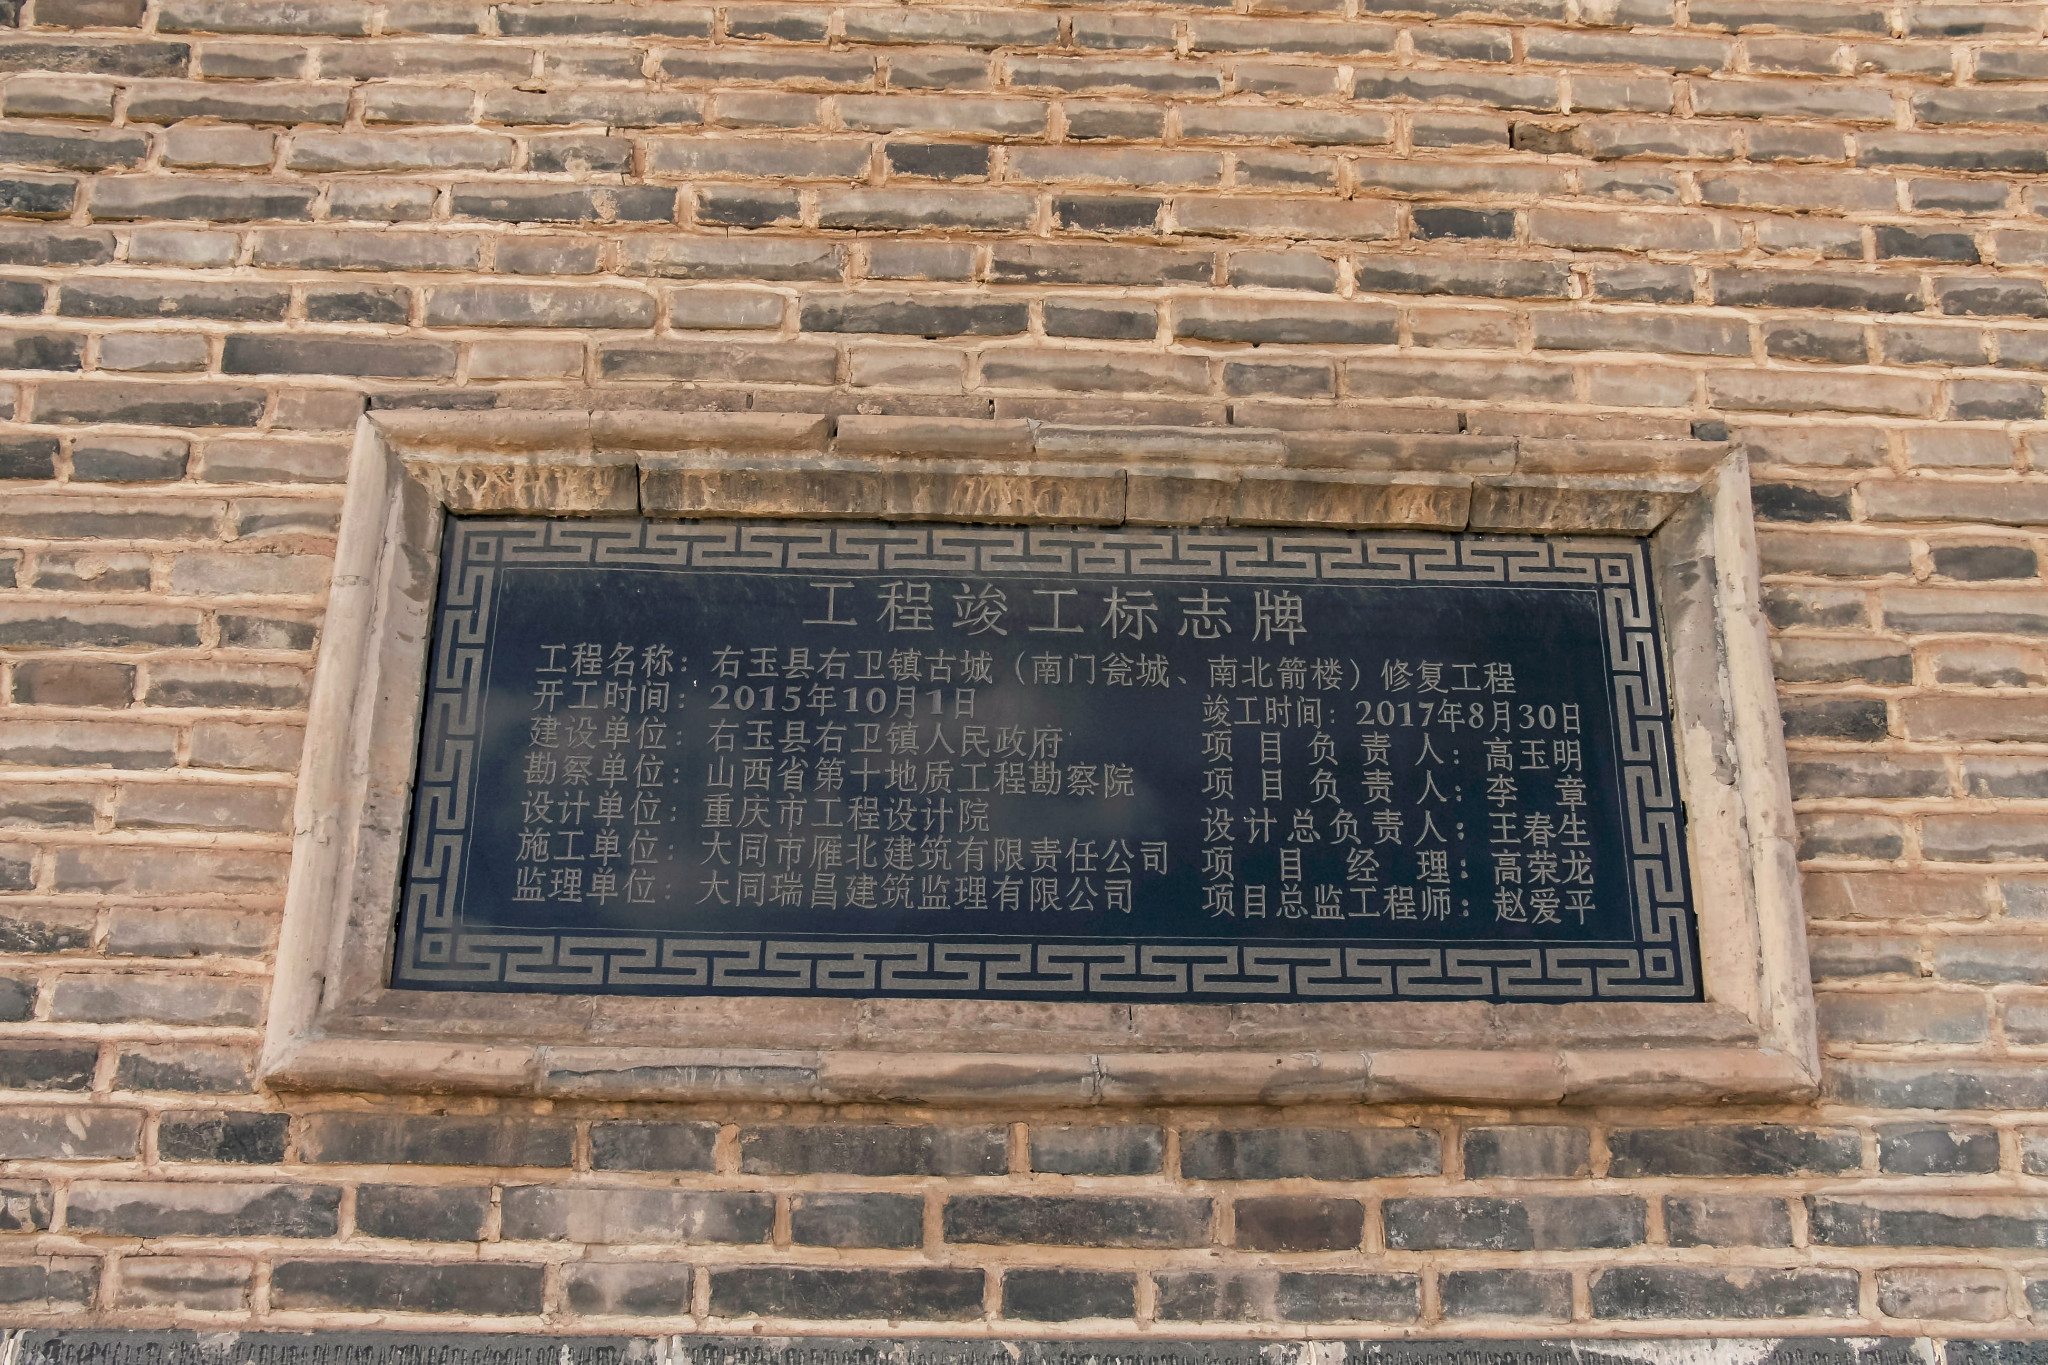 工程竣工标志牌
工程名称：右玉县右卫镇古城（南门瓮城、南北箭楼）修复工程
开工时间：2015年10月1日 竣工时间：2017年8月30日
建设单位：右玉县右卫镇人民政府 项目负责人：高玉明
勘察单位：山西省第十地质工程勘察院 项目负责人：李章
设计单位：重庆市工程设计院 设计总负责人：王春生
施工单位：大同市雁北建筑有限责任公司 项目经理：高荣龙
监理单位：大同瑞昌建筑监理有限公司 项目总监工程师：赵爱平